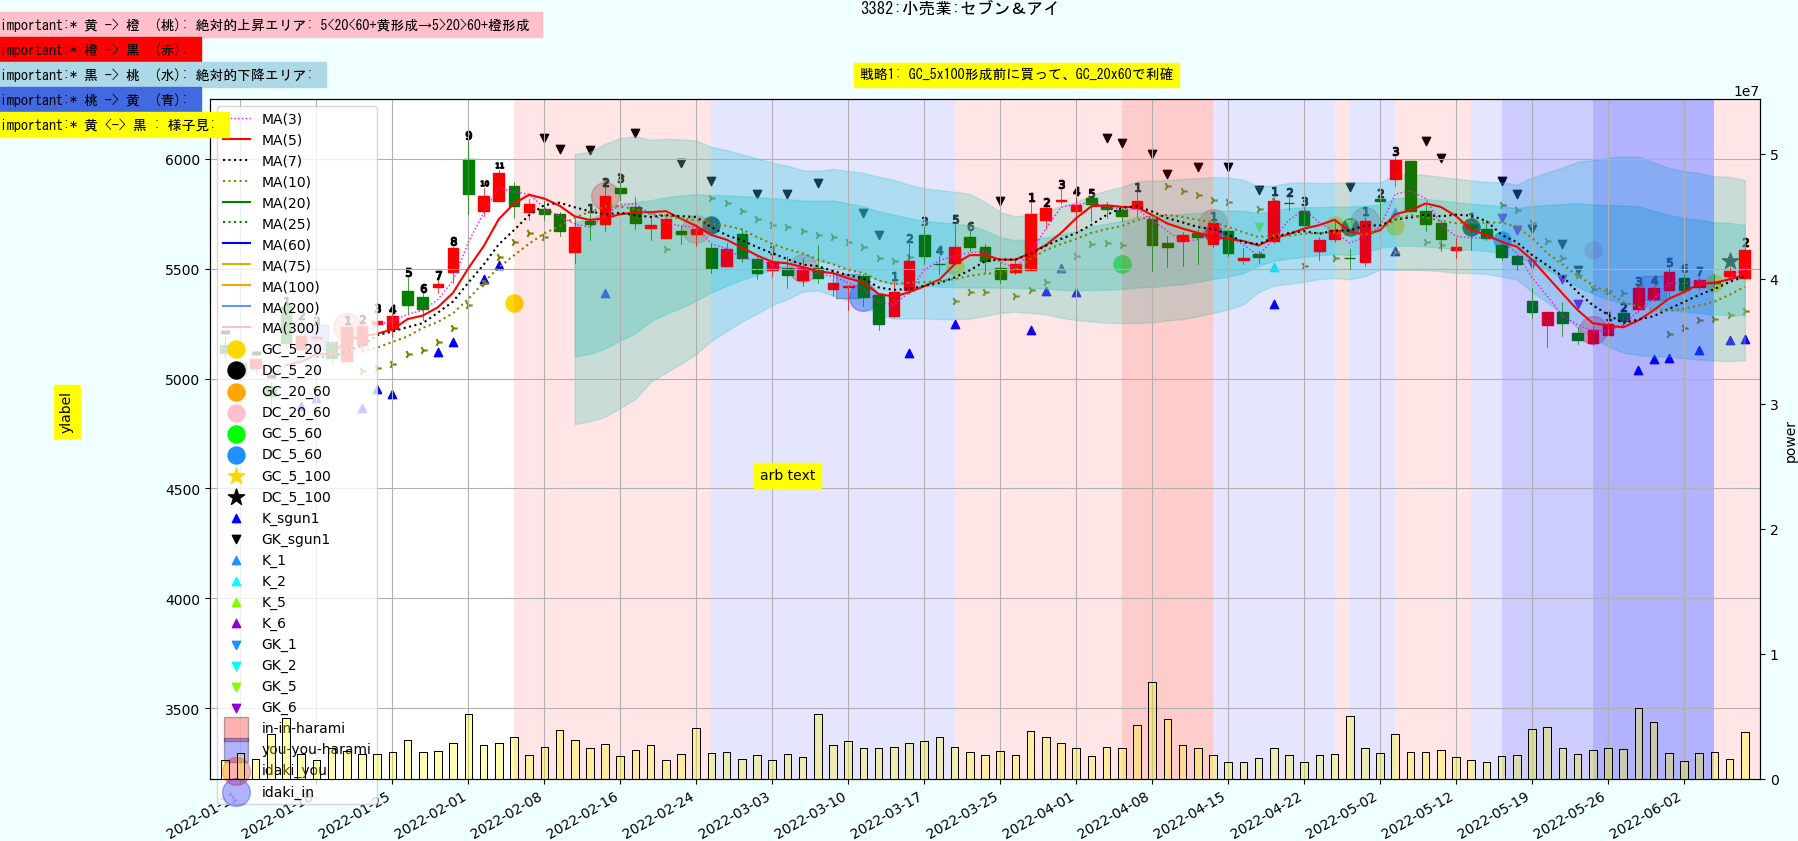 3382:小売業:セブン＆アイ
important:* 黄 -> 橙 (桃): 絶対的上昇エリア: 5<20<60+黄形成→5>20>60+橙形成
important:* 橙 -> 黒 (赤):
important:* 黒 -> 桃 (水): 絶対的下降エリア:
important:* 桃 -> 黄 (青):
important:* 黄 <-> 黒 : 様子見:
戦略1: GC_5x100形成前に買って、GC_20x60で利確
1e7
MA(3)
MA(5)
MA(7)
MA(10)
MA(20)
MA(25)
MA(60)
MA(75)
MA(100)
MA(200)
MA(300)
GC_5_20
DC_5_20
GC_20_60
DC_20_60
GC_5_60
DC_5_60
GC_5_100
DC_5_100
K_sgun1
GK_sgun1
K_1
K_2
K_5
K_6
GK_1
GK_2
GK_5
GK_6
in-in-harami
you-you-harami
idaki_you
idaki_in
6000
5500
5000
4500
4000
3500
ylabel
arb text
5
4
3
2
1
0
power
2022-01-25
2022-02-01
2022-02-08
2022-02-16
2022-02-24
2022-03-03
2022-03-10
2022-03-17
2022-03-25
2022-04-01
2022-04-08
2022-04-15
2022-04-22
2022-05-02
2022-05-12
2022-05-19
2022-05-26
2022-06-02